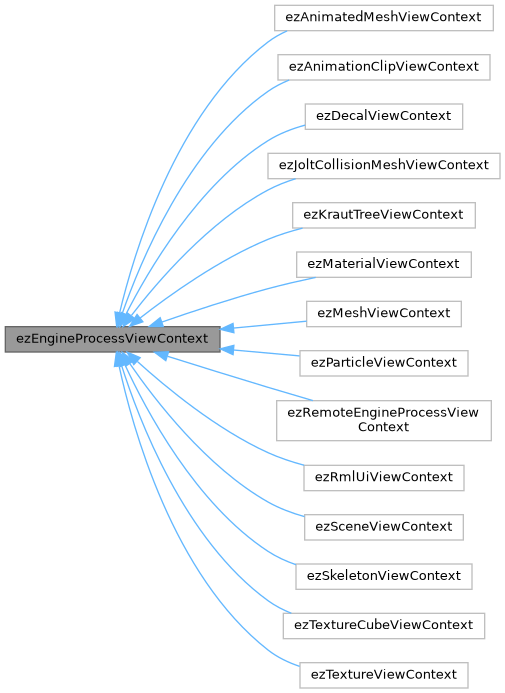 ezAnimatedMeshViewContext
ezAnimationClipViewContext
ezDecalViewContext
ezJoltCollisionMeshViewContext
ezKrautTreeViewContext
ezMaterialViewContext
ezMeshViewContext
ezEngineProcessViewContext
ezParticleViewContext
ezRemoteEngineProcessView
Context
ezRmlUiViewContext
ezSceneViewContext
ezSkeletonViewContext
ezTextureCubeViewContext
ezTextureViewContext